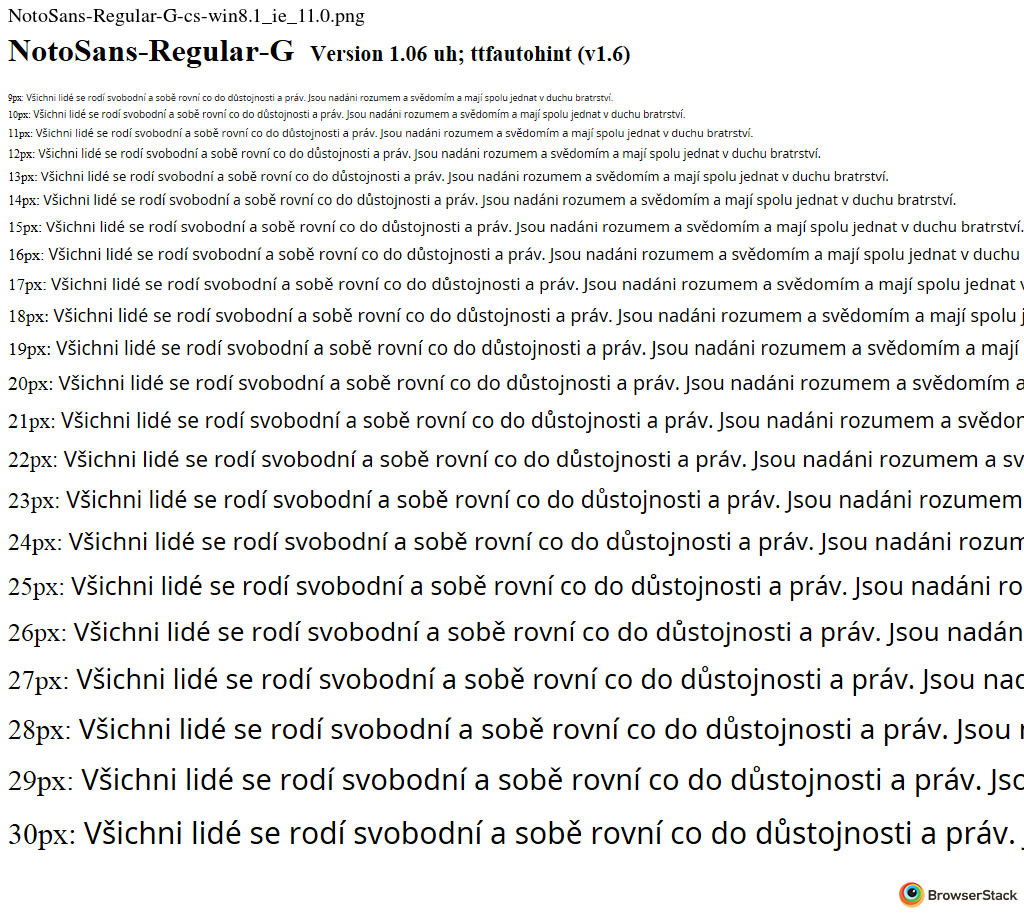 NotoSans-Regular-G-cs-win8.1_ie_11.0.png
NotoSans-Regular-G Version 1.06 uh; ttfautohint (v1.6)
9px: Všichni lidé se rodí svobodní a sobě rovní co do důstojnosti a práv. Jsou nadáni rozumem a svědomím a mají spolu jednat v duchu bratrství.
10px: Všichni lidé se rodí svobodní a sobě rovní co do důstojnosti a práv. Jsou nadáni rozumem a svědomím a mají spolu jednat v duchu bratrství.
11px: Všichni lidé se rodí svobodní a sobě rovní co do důstojnosti a práv. Jsou nadáni rozumem a svědomím a mají spolu jednat v duchu bratrství.
12px: Všichni lidé se rodí svobodní a sobě rovní co do důstojnosti a práv. Jsou nadáni rozumem a svědomím a mají spolu jednat v duchu bratrství.
13px: Všichni lidé se rodí svobodní a sobě rovní co do důstojnosti a práv. Jsou nadáni rozumem a svědomím a mají spolu jednat v duchu bratrství.
14px: Všichni lidé se rodí svobodní a sobě rovní co do důstojnosti a práv. Jsou nadáni rozumem a svědomím a mají spolu jednat v duchu bratrství.
15px: Všichni lidé se rodí svobodní a sobě rovní co do důstojnosti a práv. Jsou nadáni rozumem a svědomím a mají spolu jednat v duchu bratrství.
16px: Všichni lidé se rodí svobodní a sobě rovní co do důstojnosti a práv. Jsou nadáni rozumem a svědomím a mají spolu jednat v duchu
17px: Všichni lidé se rodí svobodní a sobě rovní co do důstojnosti a práv. Jsou nadáni rozumem a svědomím a mají spolu jednat v
18px: Všichni lidé se rodí svobodní a sobě rovní co do důstojnosti a práv. Jsou nadáni rozumem a svědomím a mají spolu j
19px: Všichni lidé se rodí svobodní a sobě rovní co do důstojnosti a práv. Jsou nadáni rozumem a svědomím a mají
20px: Všichni lidé se rodí svobodní a sobě rovní co do důstojnosti a práv. Jsou nadáni rozumem a svědomím a
21px: Všichni lidé se rodí svobodní a sobě rovní co do důstojnosti a práv. Jsou nadáni rozumem a svědor
22px: Všichni lidé se rodí svobodní a sobě rovní co do důstojnosti a práv. Jsou nadáni rozumem a sv
23px: Všichni lidé se rodí svobodní a sobě rovní co do důstojnosti a práv. Jsou nadáni rozumem
24px: Všichni lidé se rodí svobodní a sobě rovní co do důstojnosti a práv. Jsou nadáni rozum
25px: Všichni lidé se rodí svobodní a sobě rovní co do důstojnosti a práv. Jsou nadáni ro
26px: Všichni lidé se rodí svobodní a sobě rovní co do důstojnosti a práv. Jsou nadán
27px: Všichni lidé se rodí svobodní a sobě rovní co do důstojnosti a práv. Jsou nad
28px: Všichni lidé se rodí svobodní a sobě rovní co do důstojnosti a práv. Jsou
29px: Všichni lidé se rodí svobodní a sobě rovní co do důstojnosti a práv. Jso
30px: Všichni lidé se rodí svobodní a sobě rovní co do důstojnosti a práv.
BrowserStack